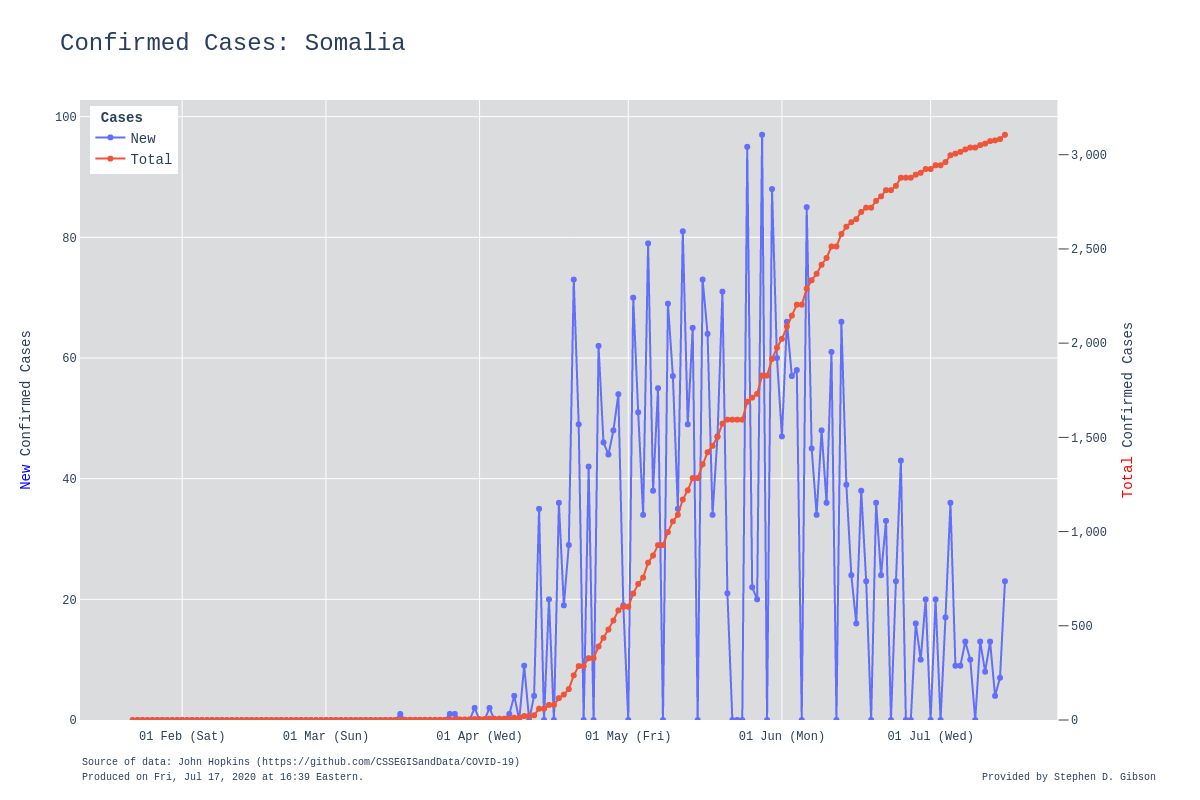 Confirmed Cases: Somalia
Cases
New
Total
100
80
60
40
20
0
3,000
2,500
2,000
1,500
1,000
500
0
New Confirmed Cases
Total Confirmed Cases
01 Feb (Sat)
01 Mar (Sun)
01 Apr (Wed)
01 May (Fri)
01 Jun (Mon)
01 Jul (Wed)
Source of data: John Hopkins (https://github.com/CSSEGISandData/COVID-19)
Produced on Fri, Jul 17, 2020 at 16:39 Eastern.
Provided by Stephen D. Gibson